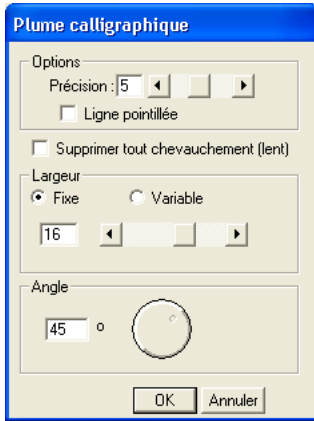 Plume calligraphique
Options
Précision : 5
Ligne pointillée
Supprimer tout chevauchement (lent)
Largeur
Fixe Variable
16
Angle
45 °
OK Annuler